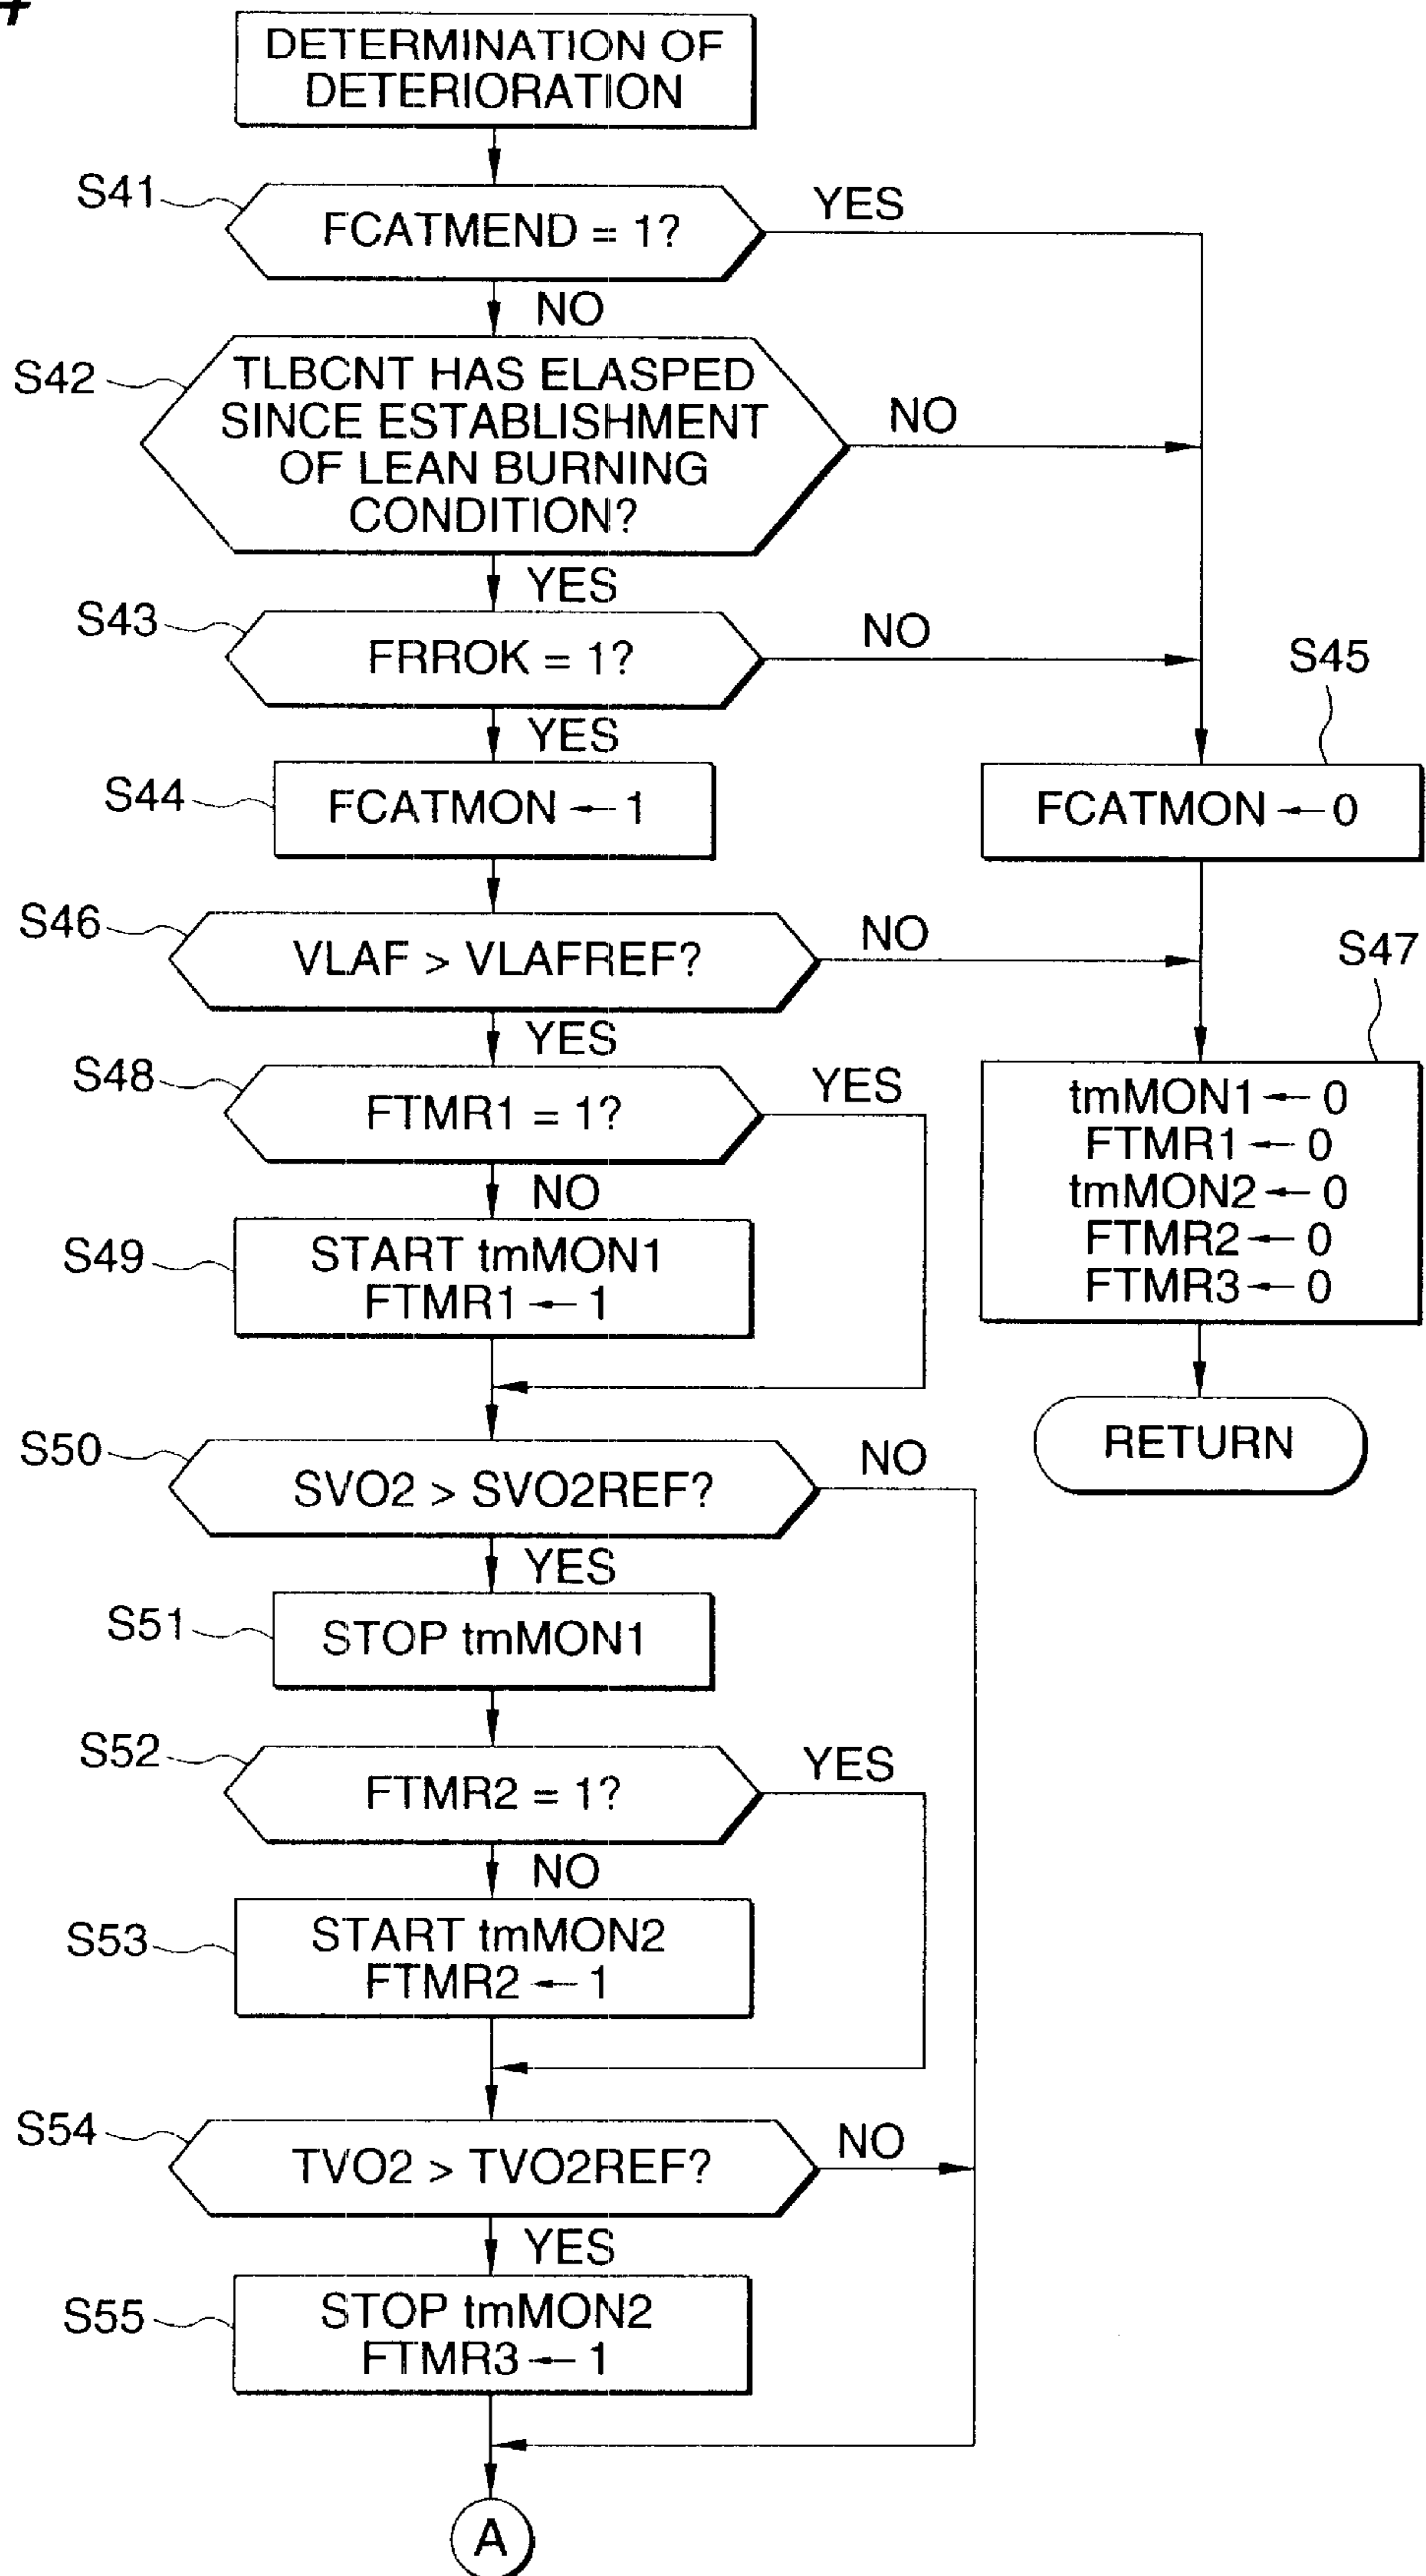 4
DETERMINATION OF
DETERIORATION
S41
FCATMEND = 1?
YES
NO
S42
TLBCNT HAS ELASPED
SINCE ESTABLISHMENT
OF LEAN BURNING
CONDITION?
NO
YES
S43
FRROK = 1?
NO
YES
S44
FCATMON ← 1
S45
FCATMON ← 0
S46
VLAF > VLAFREF?
NO
YES
S47
tmMON1 ← 0
FTMR1 ← 0
tmMON2 ← 0
FTMR2 ← 0
FTMR3 ← 0
RETURN
S48
FTMR1 = 1?
YES
NO
S49
START tmMON1
FTMR1 ← 1
S50
SVO2 > SVO2REF?
NO
YES
S51
STOP tmMON1
S52
FTMR2 = 1?
YES
NO
S53
START tmMON2
FTMR2 ← 1
S54
TVO2 > TVO2REF?
NO
YES
S55
STOP tmMON2
FTMR3 ← 1
A